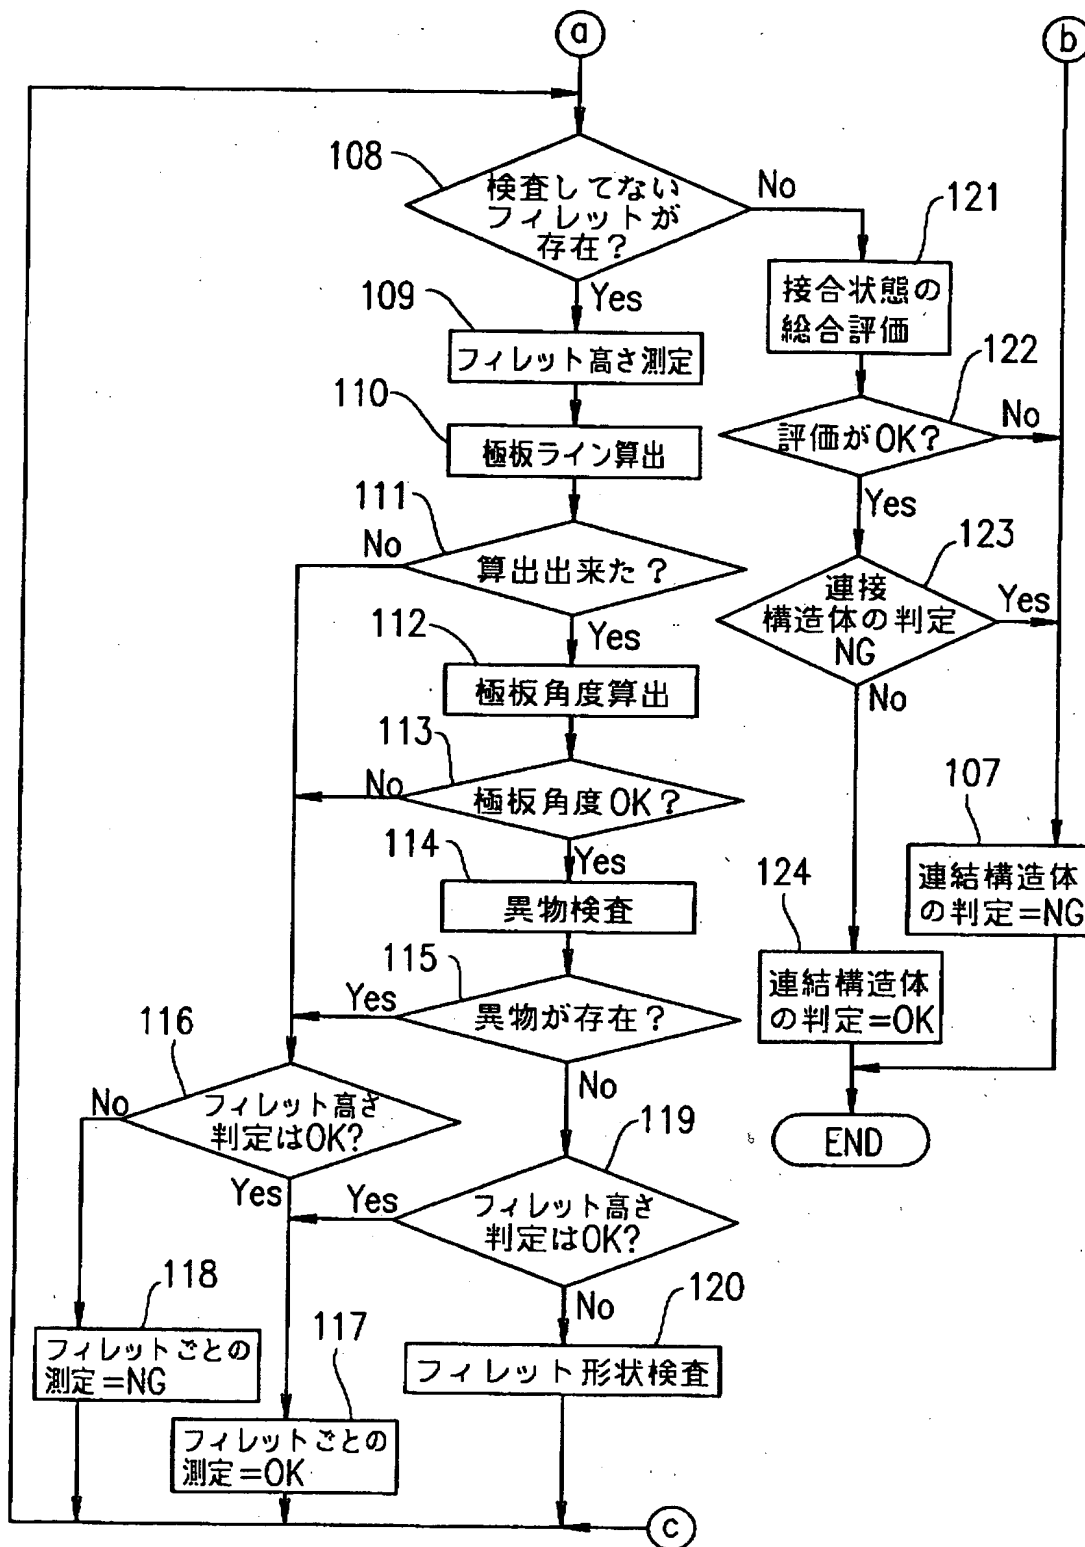 a
b
108
検査してない
フィレットが
存在?
No
Yes
121
接合状態の
総合評価
109
フィレット高さ測定
122
評価がOK?
No
Yes
110
極板ライン算出
111
算出出来た?
No
Yes
123
連接
構造体の判定
NG
Yes
No
112
極板角度算出
113
極板角度OK?
No
Yes
107
連結構造体
の判定=NG
114
異物検査
124
連結構造体
の判定=OK
115
異物が存在?
Yes
No
116
フィレット高さ
判定はOK?
No
Yes
119
フィレット高さ
判定はOK?
Yes
No
END
118
フィレットごとの
測定=NG
117
フィレットごとの
測定=OK
120
フィレット形状検査
c